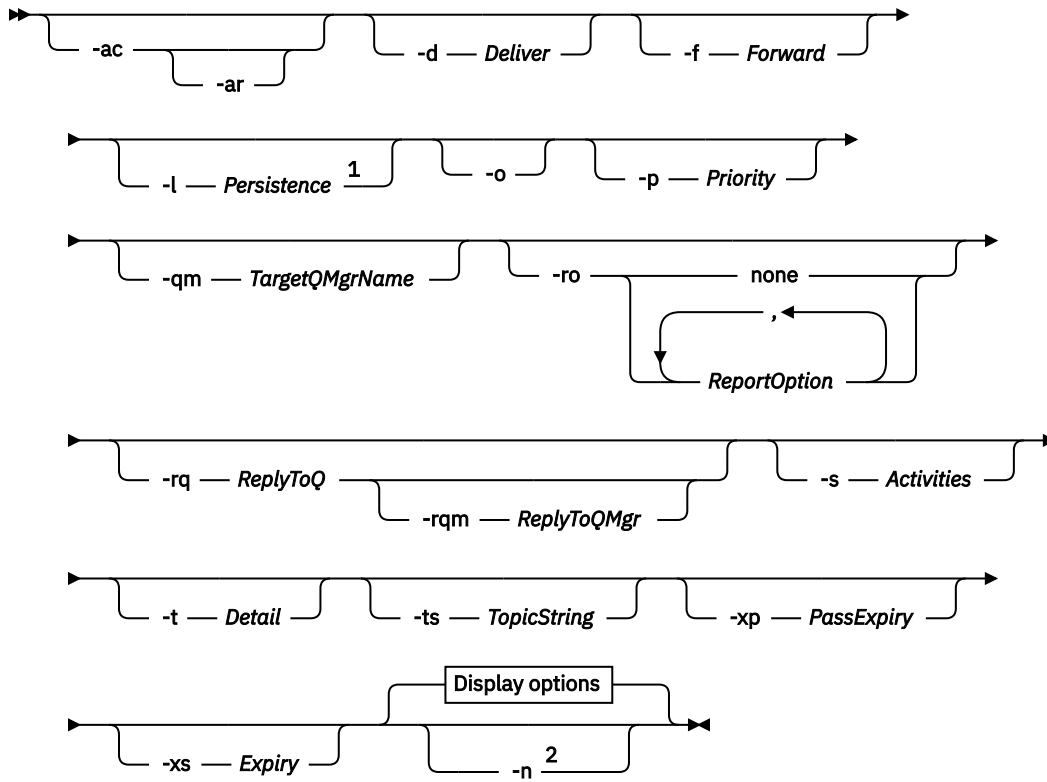 -ac
-ar
-d Deliver
-f Forward
-l Persistence 1
-o
-p Priority
-qm TargetQMgrName
-ro
none
,
ReportOption
-rq ReplyToQ
-rqm ReplyToQMgr
-s Activities
-t Detail
-ts TopicString
-xp PassExpiry
Display options
-xs Expiry
-n 2